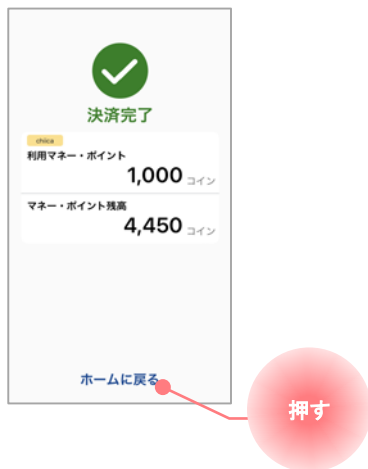 決済完了
chiica
利用マネー・ポイント
1,000 コイン
マネー・ポイント残高
4,450 コイン
ホームに戻る
押す